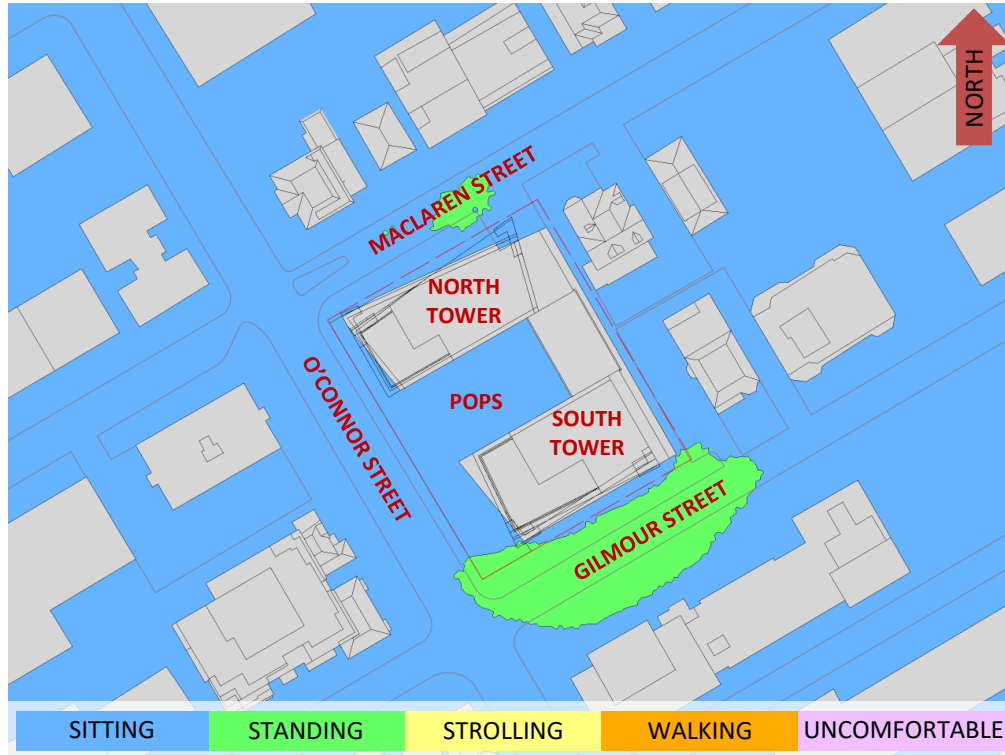 NORTH
MACLAREN STREET
NORTH
TOWER
O'CONNOR STREET
POPS
SOUTH
TOWER
GILMOUR STREET
SITTING
STANDING
STROLLING
WALKING
UNCOMFORTABLE